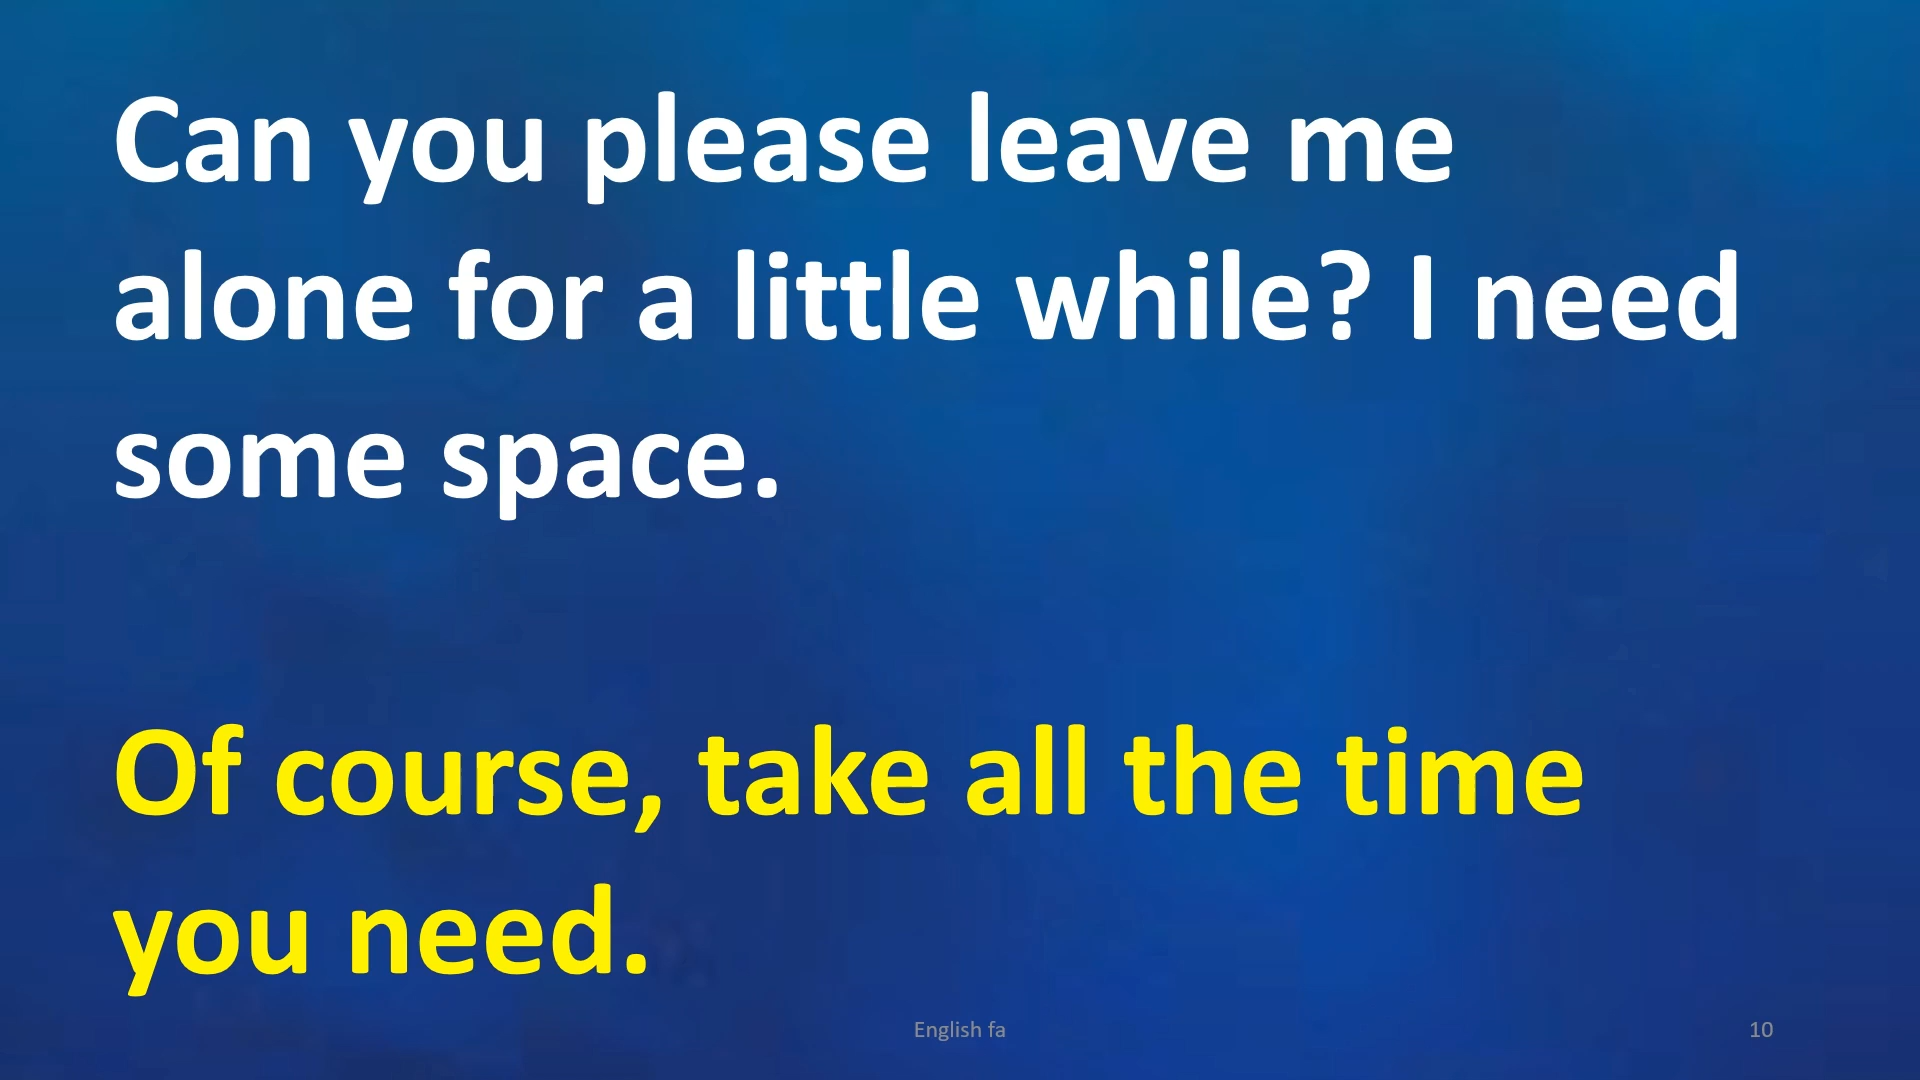 Can you please leave me
alone for a little while? I need
some space.
Of course, take all the time
you need.
English fa
10